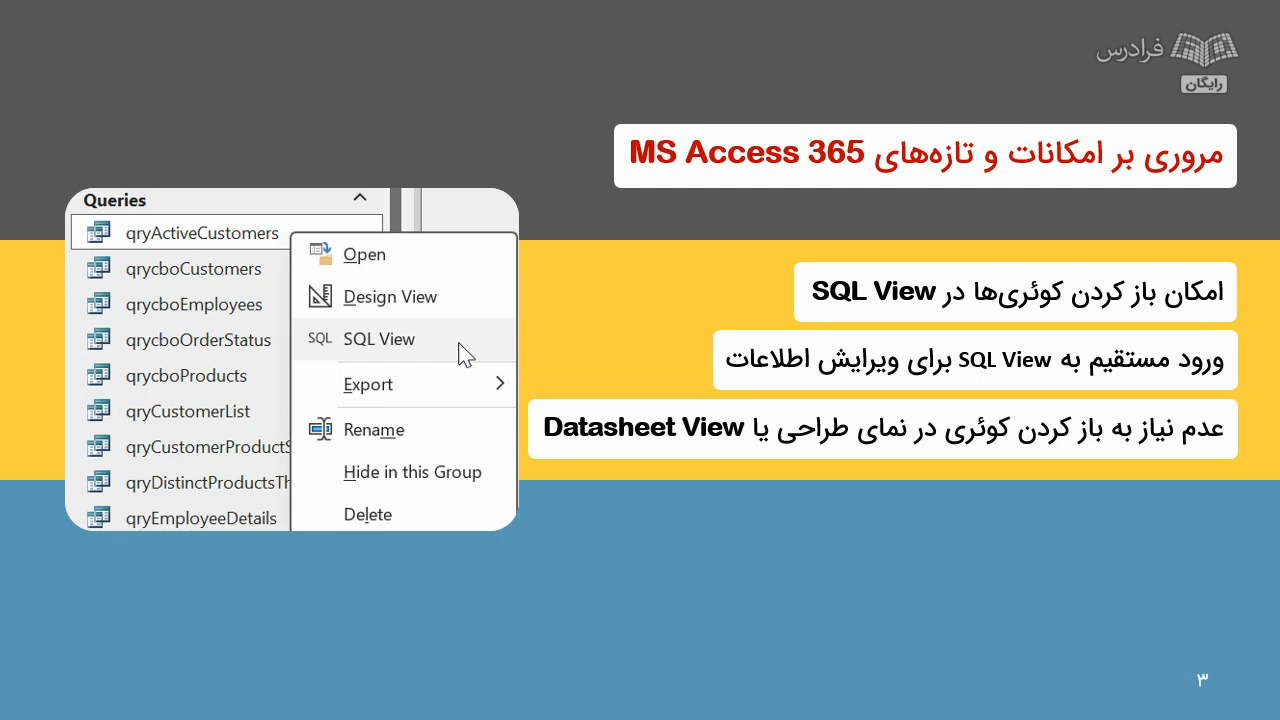 فرادرس
رایگان
مروری بر امکانات و تازه‌های MS Access 365
امکان باز کردن کوئری‌ها در SQL View
ورود مستقیم به SQL View برای ویرایش اطلاعات
عدم نیاز به باز کردن کوئری در نمای طراحی یا Datasheet View
Queries
qryActiveCustomers
qrycboCustomers
qrycboEmployees
qrycboOrderStatus
qrycboProducts
qryCustomerList
qryCustomerProductS
qryDistinctProductsTh
qryEmployeeDetails
Open
Design View
SQL SQL View
Export
Rename
Hide in this Group
Delete
۳